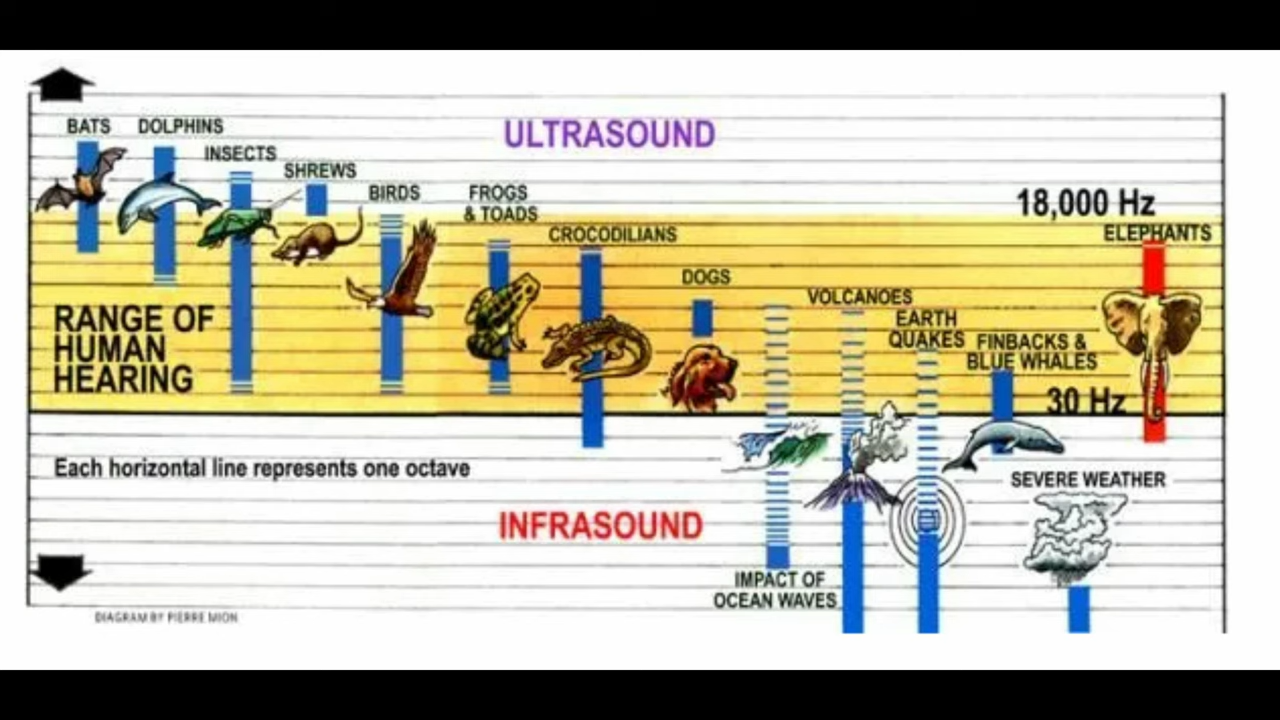 BATS
DOLPHINS
INSECTS
SHREWS
BIRDS
FROGS
& TOADS
CROCODILIANS
DOGS
ULTRASOUND
18,000 Hz
ELEPHANTS
VOLCANOES
EARTH
QUAKES
FINBACKS &
BLUE WHALES
RANGE OF
HUMAN
HEARING
30 Hz
Each horizontal line represents one octave
SEVERE WEATHER
INFRASOUND
IMPACT OF
OCEAN WAVES
DIAGRAM BY PIERRE MION